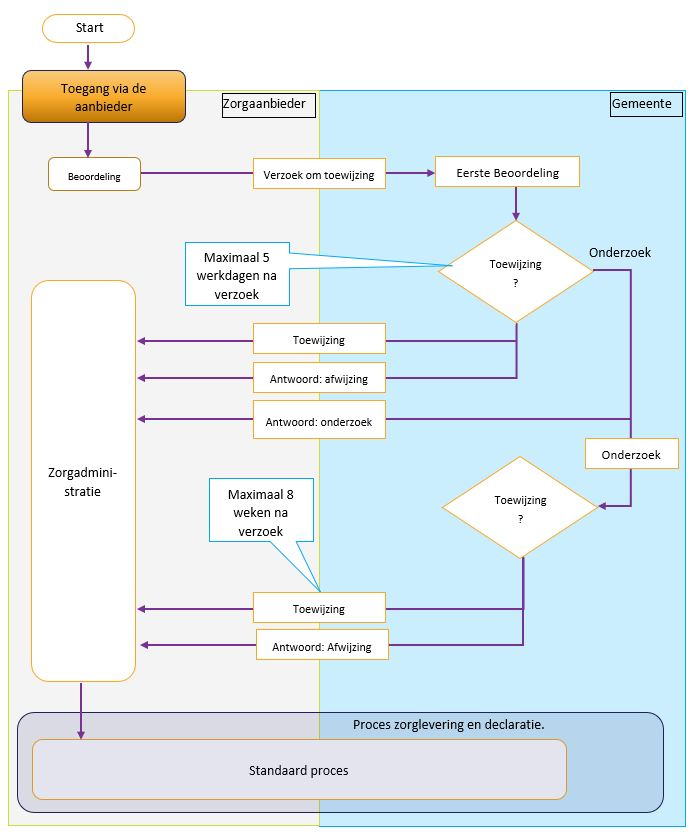 Start
Toegang via de
aanbieder
Zorgaanbieder
Gemeente
Beoordeling
Verzoek om toewijzing
Eerste Beoordeling
Maximaal 5
werkdagen na
verzoek
Toewijzing
?
Onderzoek
Toewijzing
Antwoord: afwijzing
Antwoord: onderzoek
Onderzoek
Zorgadmini-
stratie
Maximaal 8
weken na
verzoek
Toewijzing
?
Toewijzing
Antwoord: Afwijzing
Proces zorglevering en declaratie.
Standaard proces